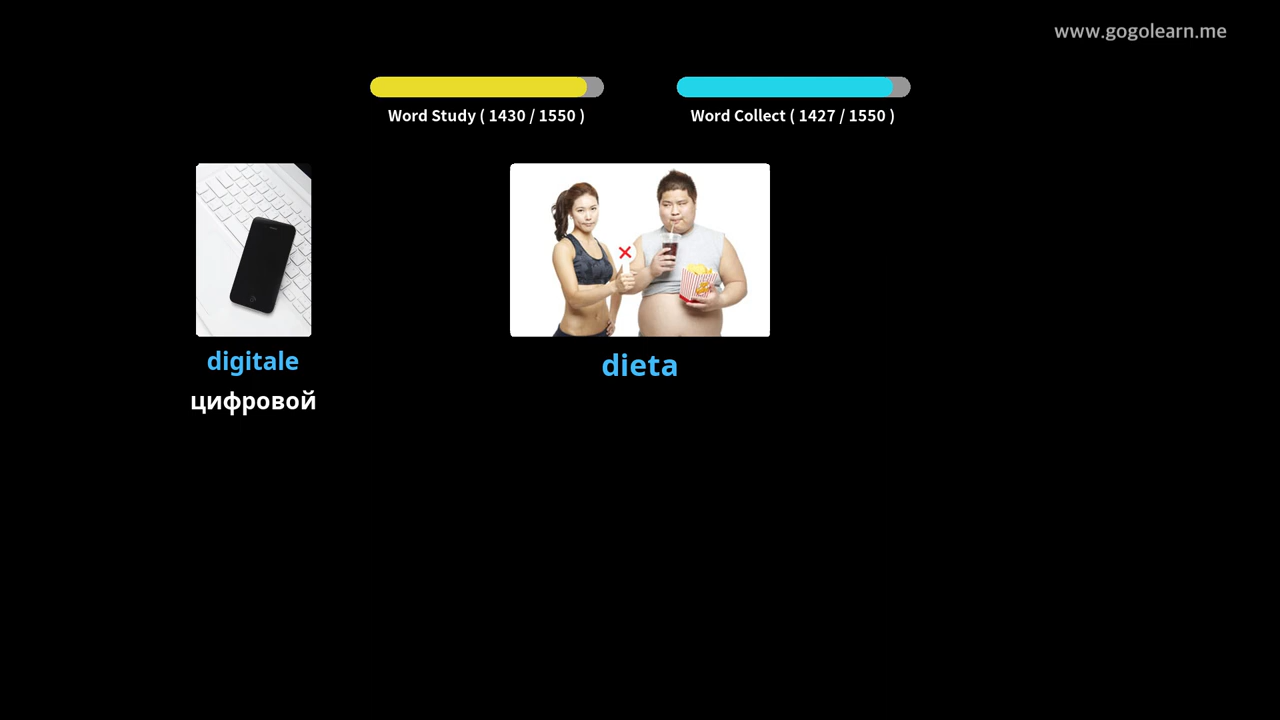 www.gogolearn.me
Word Study ( 1430 / 1550 )
Word Collect ( 1427 / 1550 )
digitale
цифровой
dieta